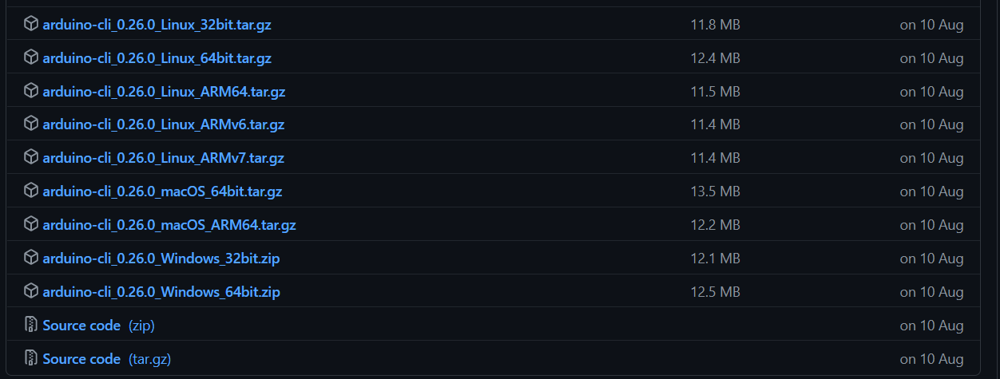 arduino-cli_0.26.0_Linux_32bit.tar.gz 11.8 MB on 10 Aug
arduino-cli_0.26.0_Linux_64bit.tar.gz 12.4 MB on 10 Aug
arduino-cli_0.26.0_Linux_ARM64.tar.gz 11.5 MB on 10 Aug
arduino-cli_0.26.0_Linux_ARMv6.tar.gz 11.4 MB on 10 Aug
arduino-cli_0.26.0_Linux_ARMv7.tar.gz 11.4 MB on 10 Aug
arduino-cli_0.26.0_macOS_64bit.tar.gz 13.5 MB on 10 Aug
arduino-cli_0.26.0_macOS_ARM64.tar.gz 12.2 MB on 10 Aug
arduino-cli_0.26.0_Windows_32bit.zip 12.1 MB on 10 Aug
arduino-cli_0.26.0_Windows_64bit.zip 12.5 MB on 10 Aug
Source code (zip) on 10 Aug
Source code (tar.gz) on 10 Aug